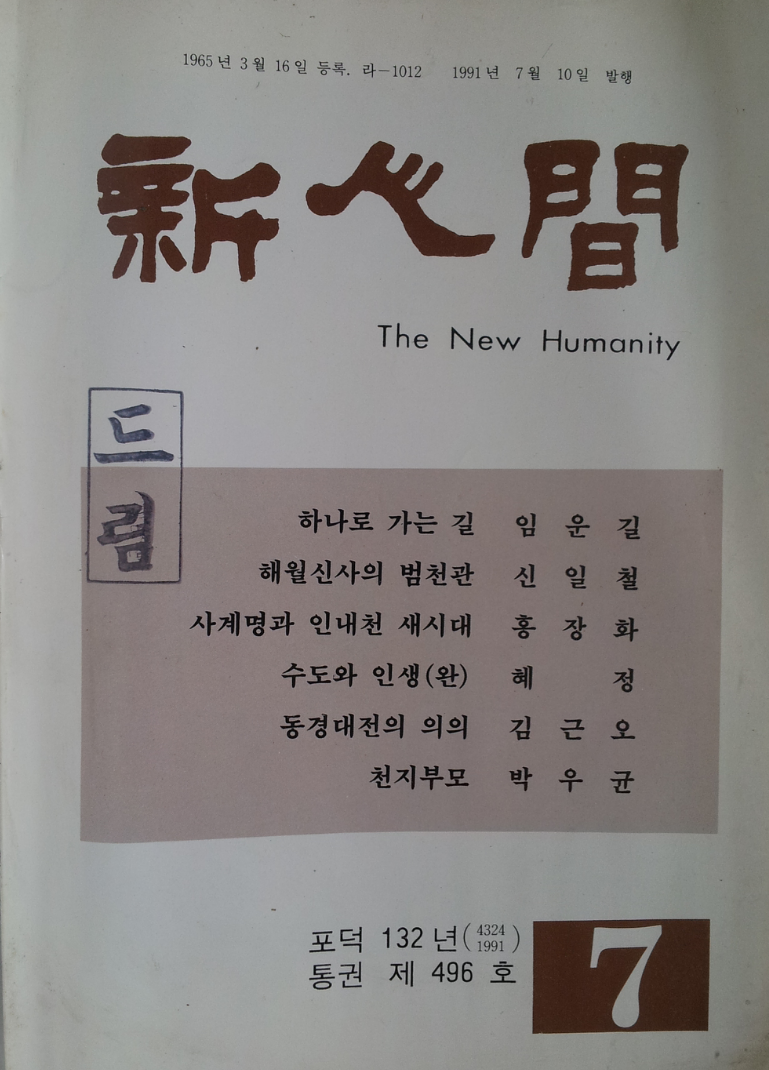 1965년 3월 16일 등록. 라-1012 1991년 7월 10일 발행
新人間
The New Humanity
드림
하나로 가는 길 임운길
해월신사의 범천관 신일철
사계명과 인내천 새시대 홍장화
수도와 인생(완) 혜정
동경대전의 의의 김근오
천지부모 박우균
포덕 132년(4324 1991)
통권 제 496 호
7